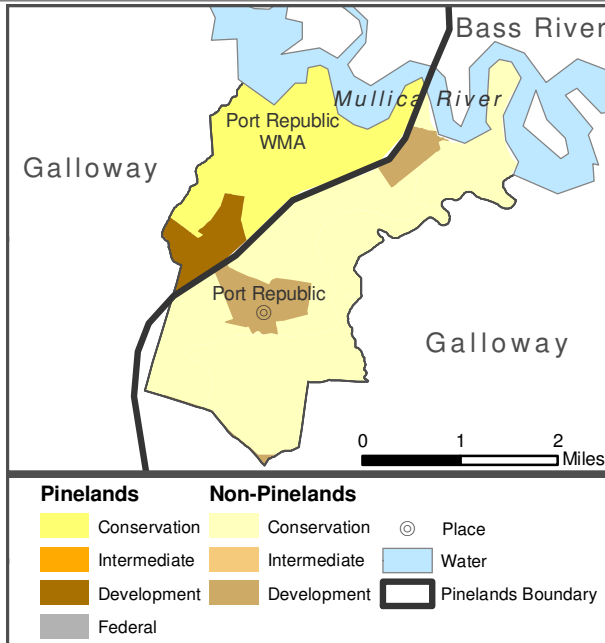 Bass River
Mullica River
Port Republic
WMA
Galloway
Port Republic
Galloway
0 1 2
Miles
Pinelands
Conservation
Intermediate
Development
Federal
Non-Pinelands
Conservation
Intermediate
Development
Place
Water
Pinelands Boundary